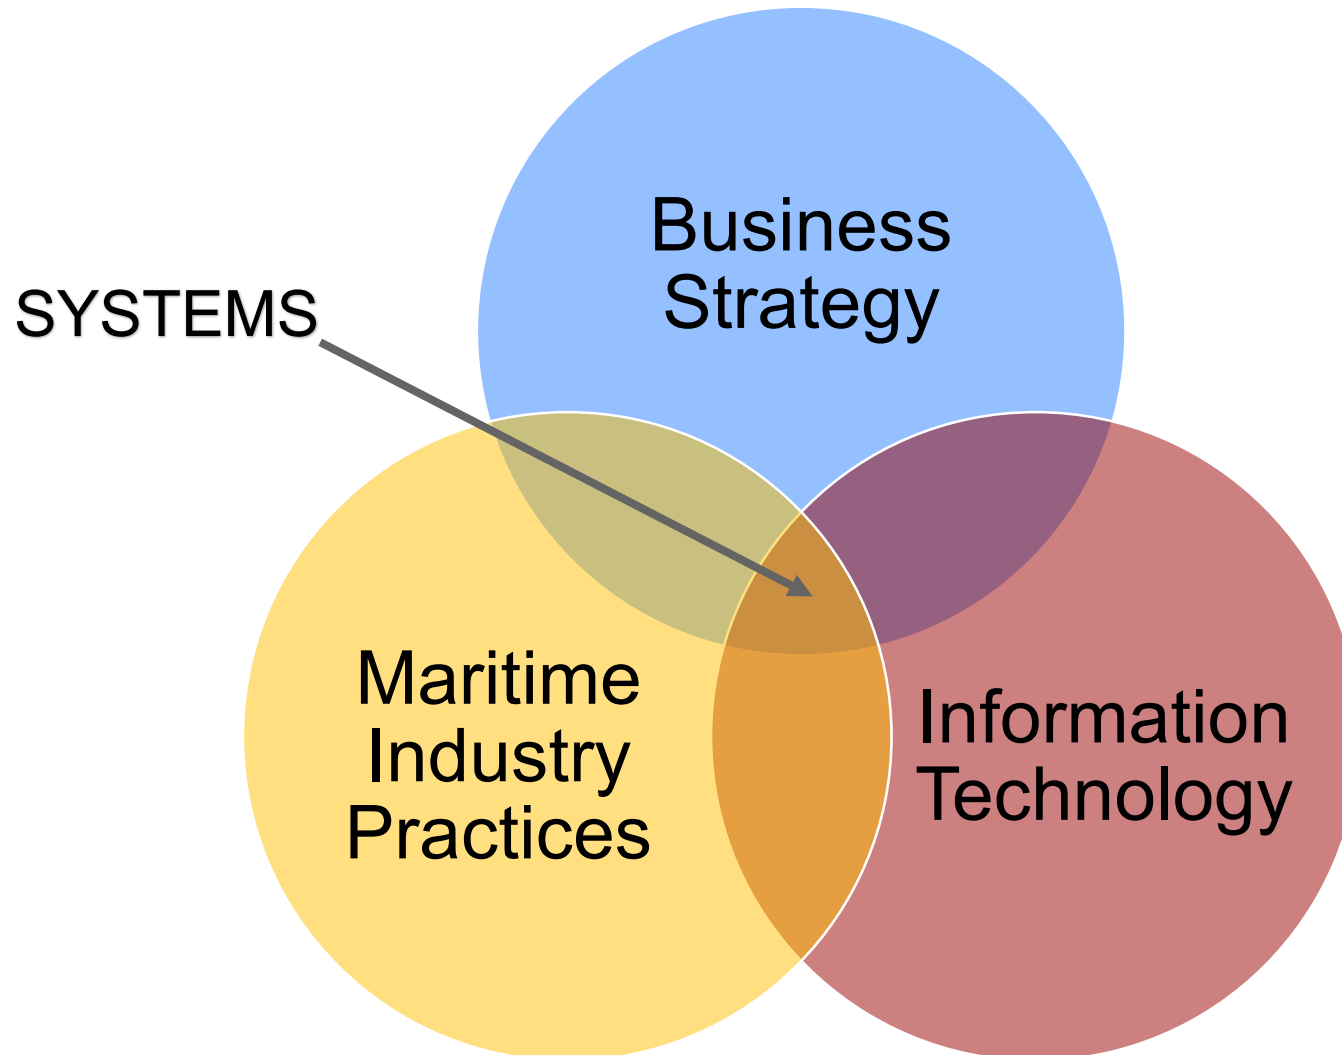 Business
Strategy
SYSTEMS
Maritime
Industry
Practices
Information
Technology